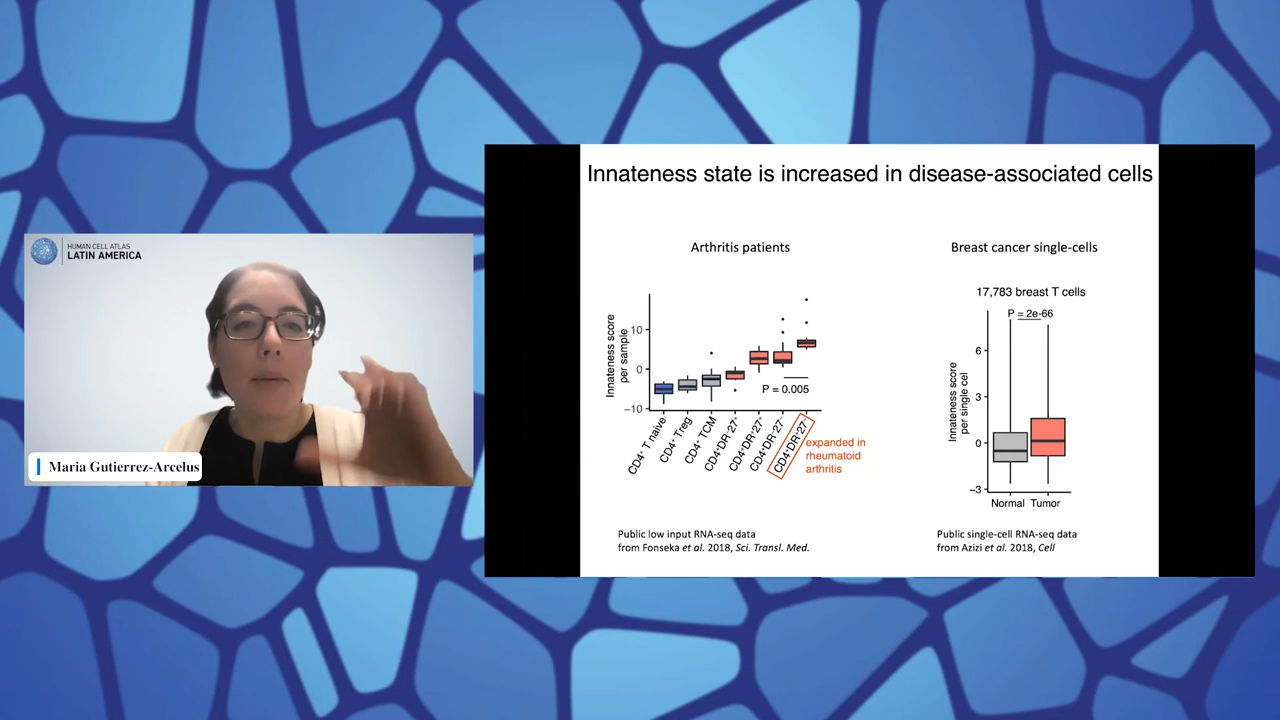 HUMAN CELL ATLAS
LATIN AMERICA
Maria Gutierrez-Arcelus
Innateness state is increased in disease-associated cells
Arthritis patients
Innateness score
per sample
10
0
−10
P = 0.005
CD4⁺ T naive
CD4⁺ Treg
CD4⁺ TCM
CD4⁺DR⁻27⁺
CD4⁺DR⁺27⁺
CD4⁺DR⁻27⁻
CD4⁺DR⁺27⁻
expanded in
rheumatoid
arthritis
Public low input RNA-seq data
from Fonseka et al. 2018, Sci. Transl. Med.
Breast cancer single-cells
17,783 breast T cells
P = 2e-66
Innateness score
per single cell
6
3
0
−3
Normal Tumor
Public single-cell RNA-seq data
from Azizi et al. 2018, Cell